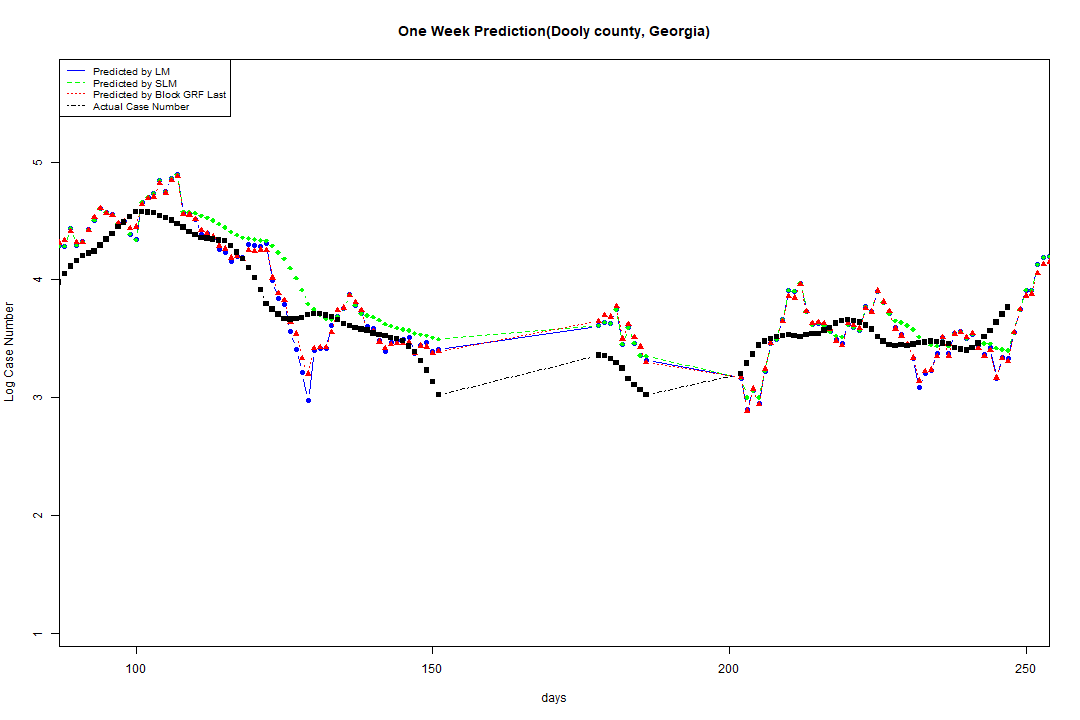 One Week Prediction(Dooly county, Georgia)
Predicted by LM
Predicted by SLM
Predicted by Block GRF Last
Actual Case Number
5
4
3
2
1
Log Case Number
100 150 200 250
days